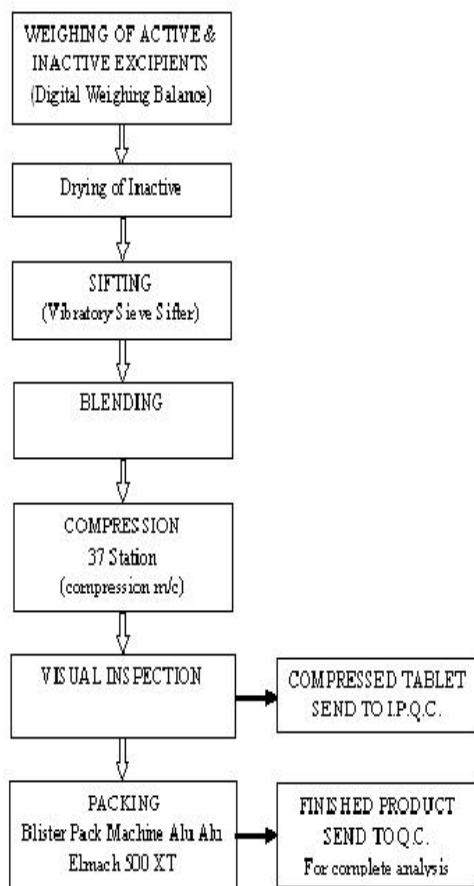 WEIGHING OF ACTIVE &
INACTIVE EXCIPIENTS
(Digital Weighing Balance)
Drying of Inactive
SIFTING
(Vibratory Sieve Sifter)
BLENDING
COMPRESSION
37 Station
(compression m/c)
VISUAL INSPECTION
COMPRESSED TABLET
SEND TO I.P.Q.C.
PACKING
Blister Pack Machine Alu Alu
Elmach 500 XT
FINISHED PRODUCT
SEND TO Q.C.
For complete analysis